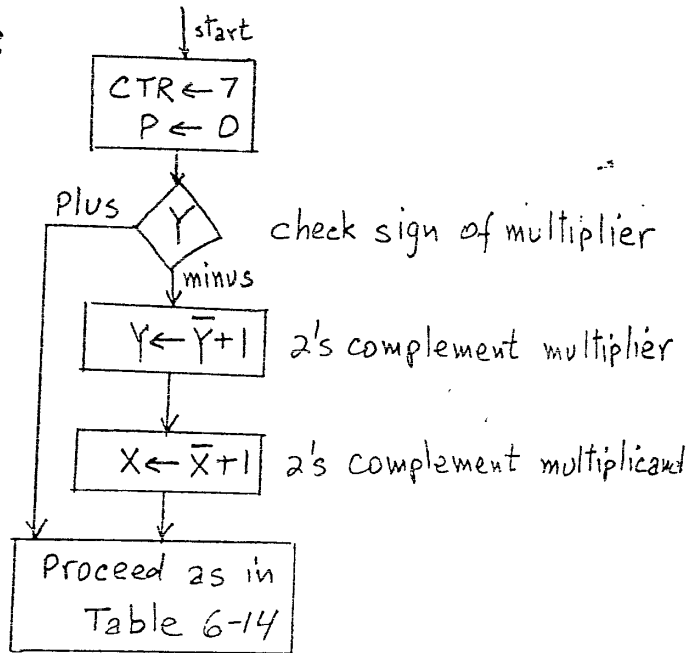 start
CTR ← 7
P ← 0
Plus
Y
check sign of multiplier
minus
Y ← Y̅ + 1
2's complement multiplier
X ← X̅ + 1
2's complement multiplicand
Proceed as in
Table 6-14